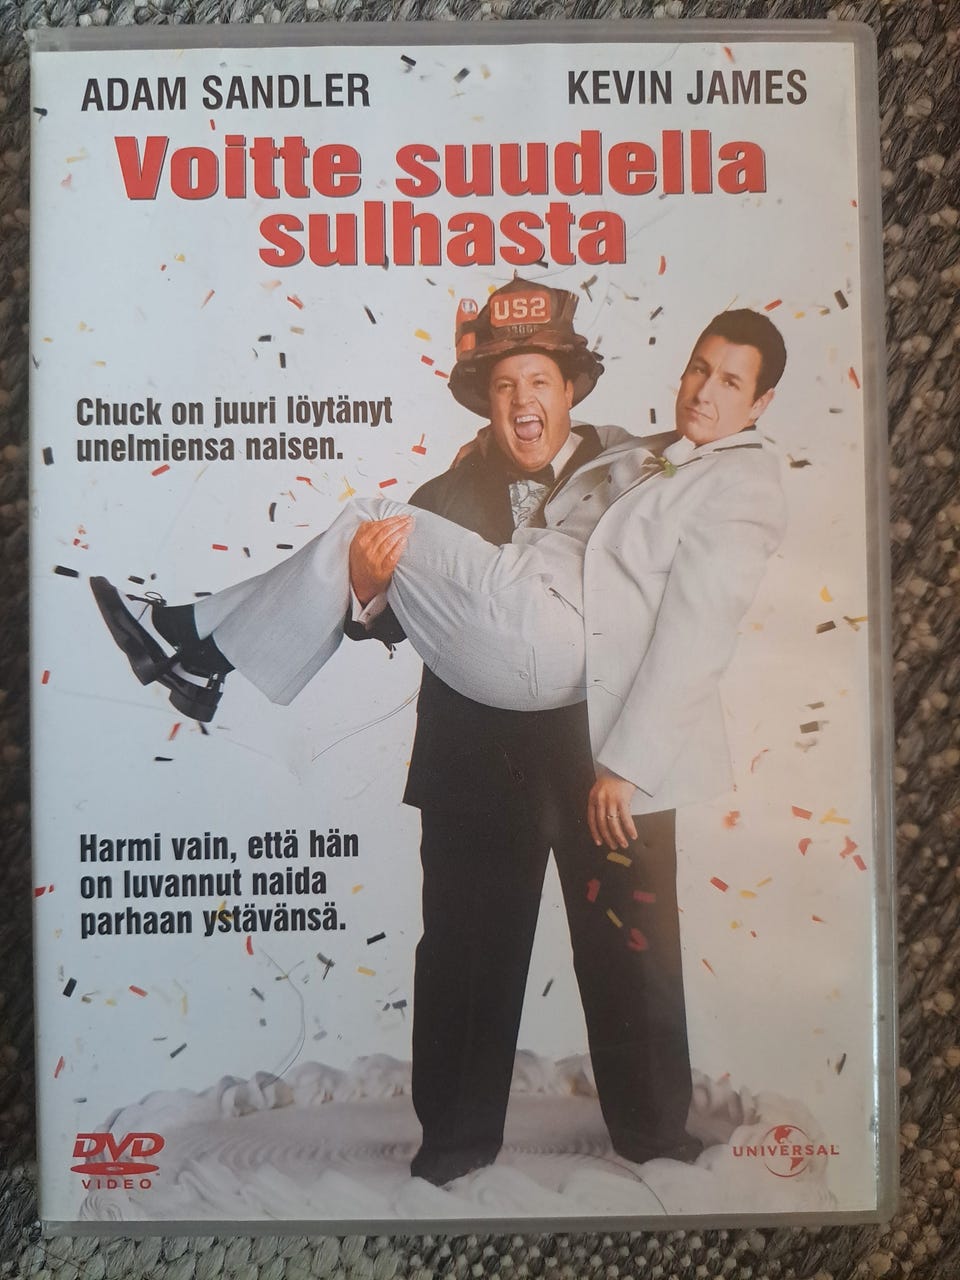 ADAM SANDLER KEVIN JAMES
Voitte suudella
sulhasta
US2
Chuck on juuri löytänyt
unelmiensa naisen.
Harmi vain, että hän
on luvannut naida
parhaan ystävänsä.
DVD
VIDEO
UNIVERSAL